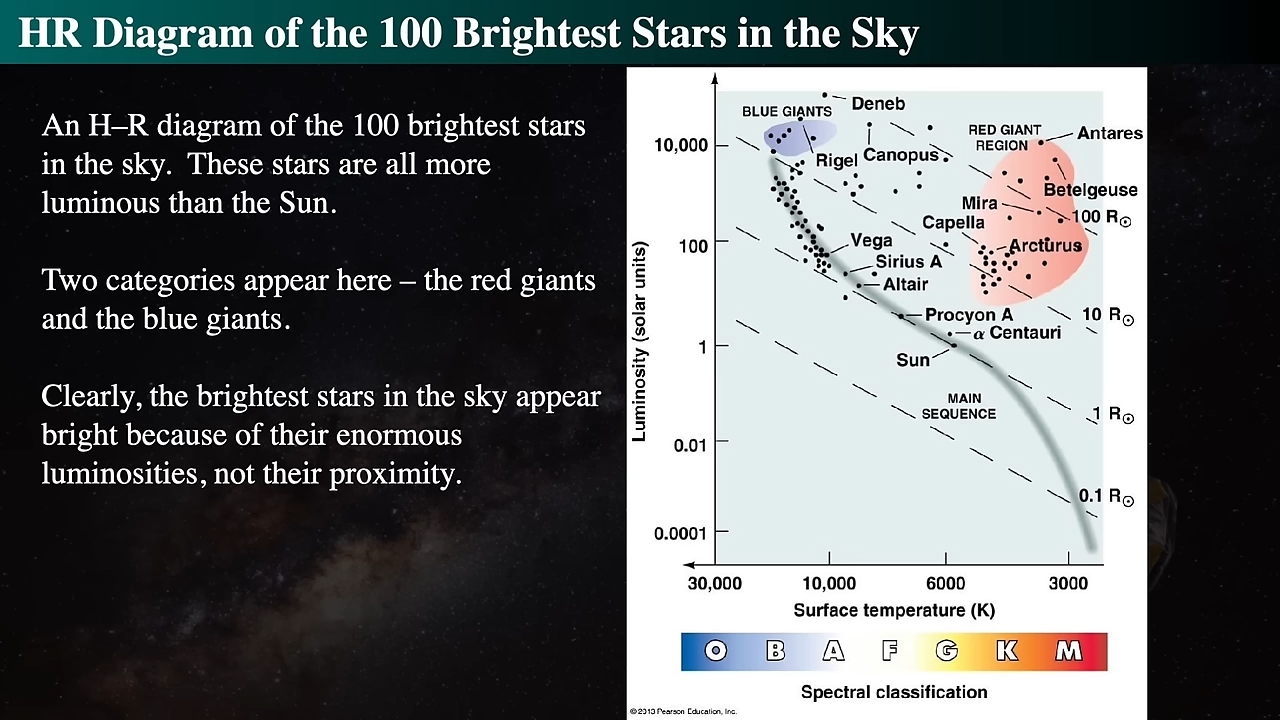 HR Diagram of the 100 Brightest Stars in the Sky
An H–R diagram of the 100 brightest stars
in the sky. These stars are all more
luminous than the Sun.
Two categories appear here – the red giants
and the blue giants.
Clearly, the brightest stars in the sky appear
bright because of their enormous
luminosities, not their proximity.
Deneb
BLUE GIANTS
RED GIANT
REGION
Antares
10,000
Rigel
Canopus
Betelgeuse
Mira
100 R☉
Capella
100
Vega
Arcturus
Sirius A
Altair
Procyon A
10 R☉
α Centauri
1
Sun
MAIN
SEQUENCE
1 R☉
0.01
0.1 R☉
0.0001
Luminosity (solar units)
30,000 10,000 6000 3000
Surface temperature (K)
O B A F G K M
Spectral classification
© 2013 Pearson Education, Inc.